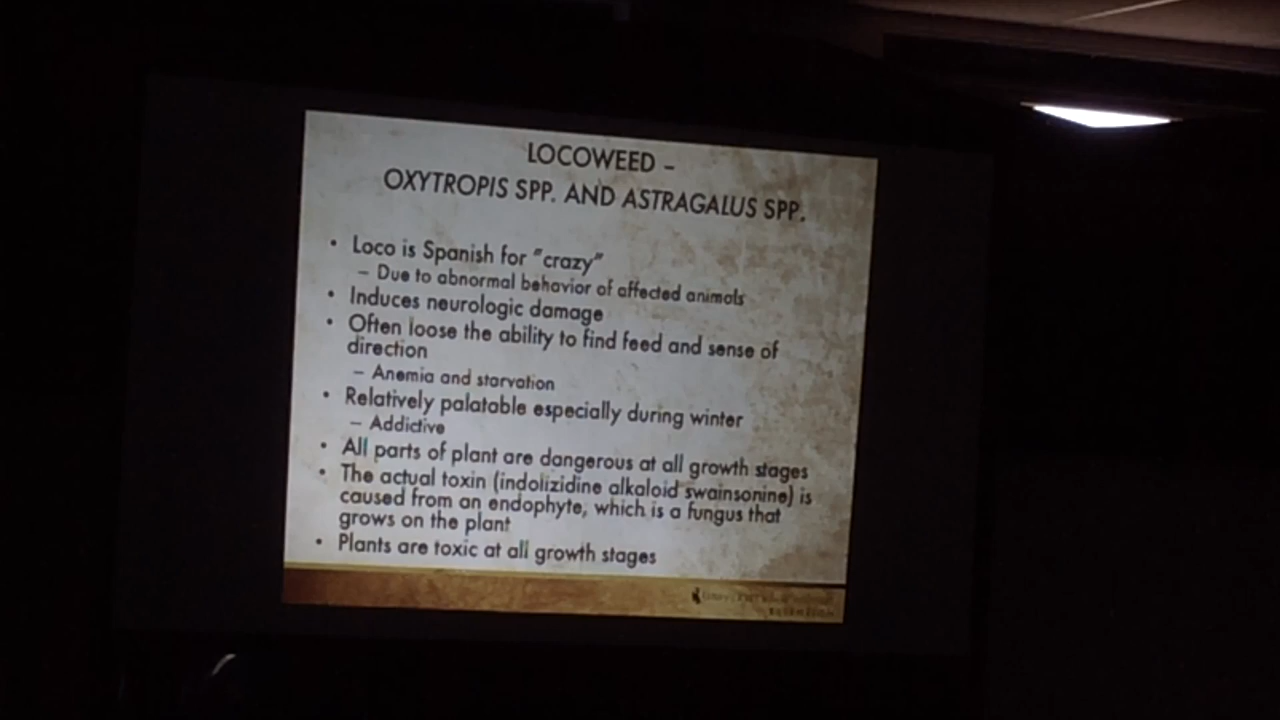 LOCOWEED –
OXYTROPIS SPP. AND ASTRAGALUS SPP.
• Loco is Spanish for "crazy"
– Due to abnormal behavior of affected animals
• Induces neurologic damage
• Often loose the ability to find feed and sense of
direction
– Anemia and starvation
• Relatively palatable especially during winter
– Addictive
• All parts of plant are dangerous at all growth stages
• The actual toxin (indolizidine alkaloid swainsonine) is
caused from an endophyte, which is a fungus that
grows on the plant
• Plants are toxic at all growth stages